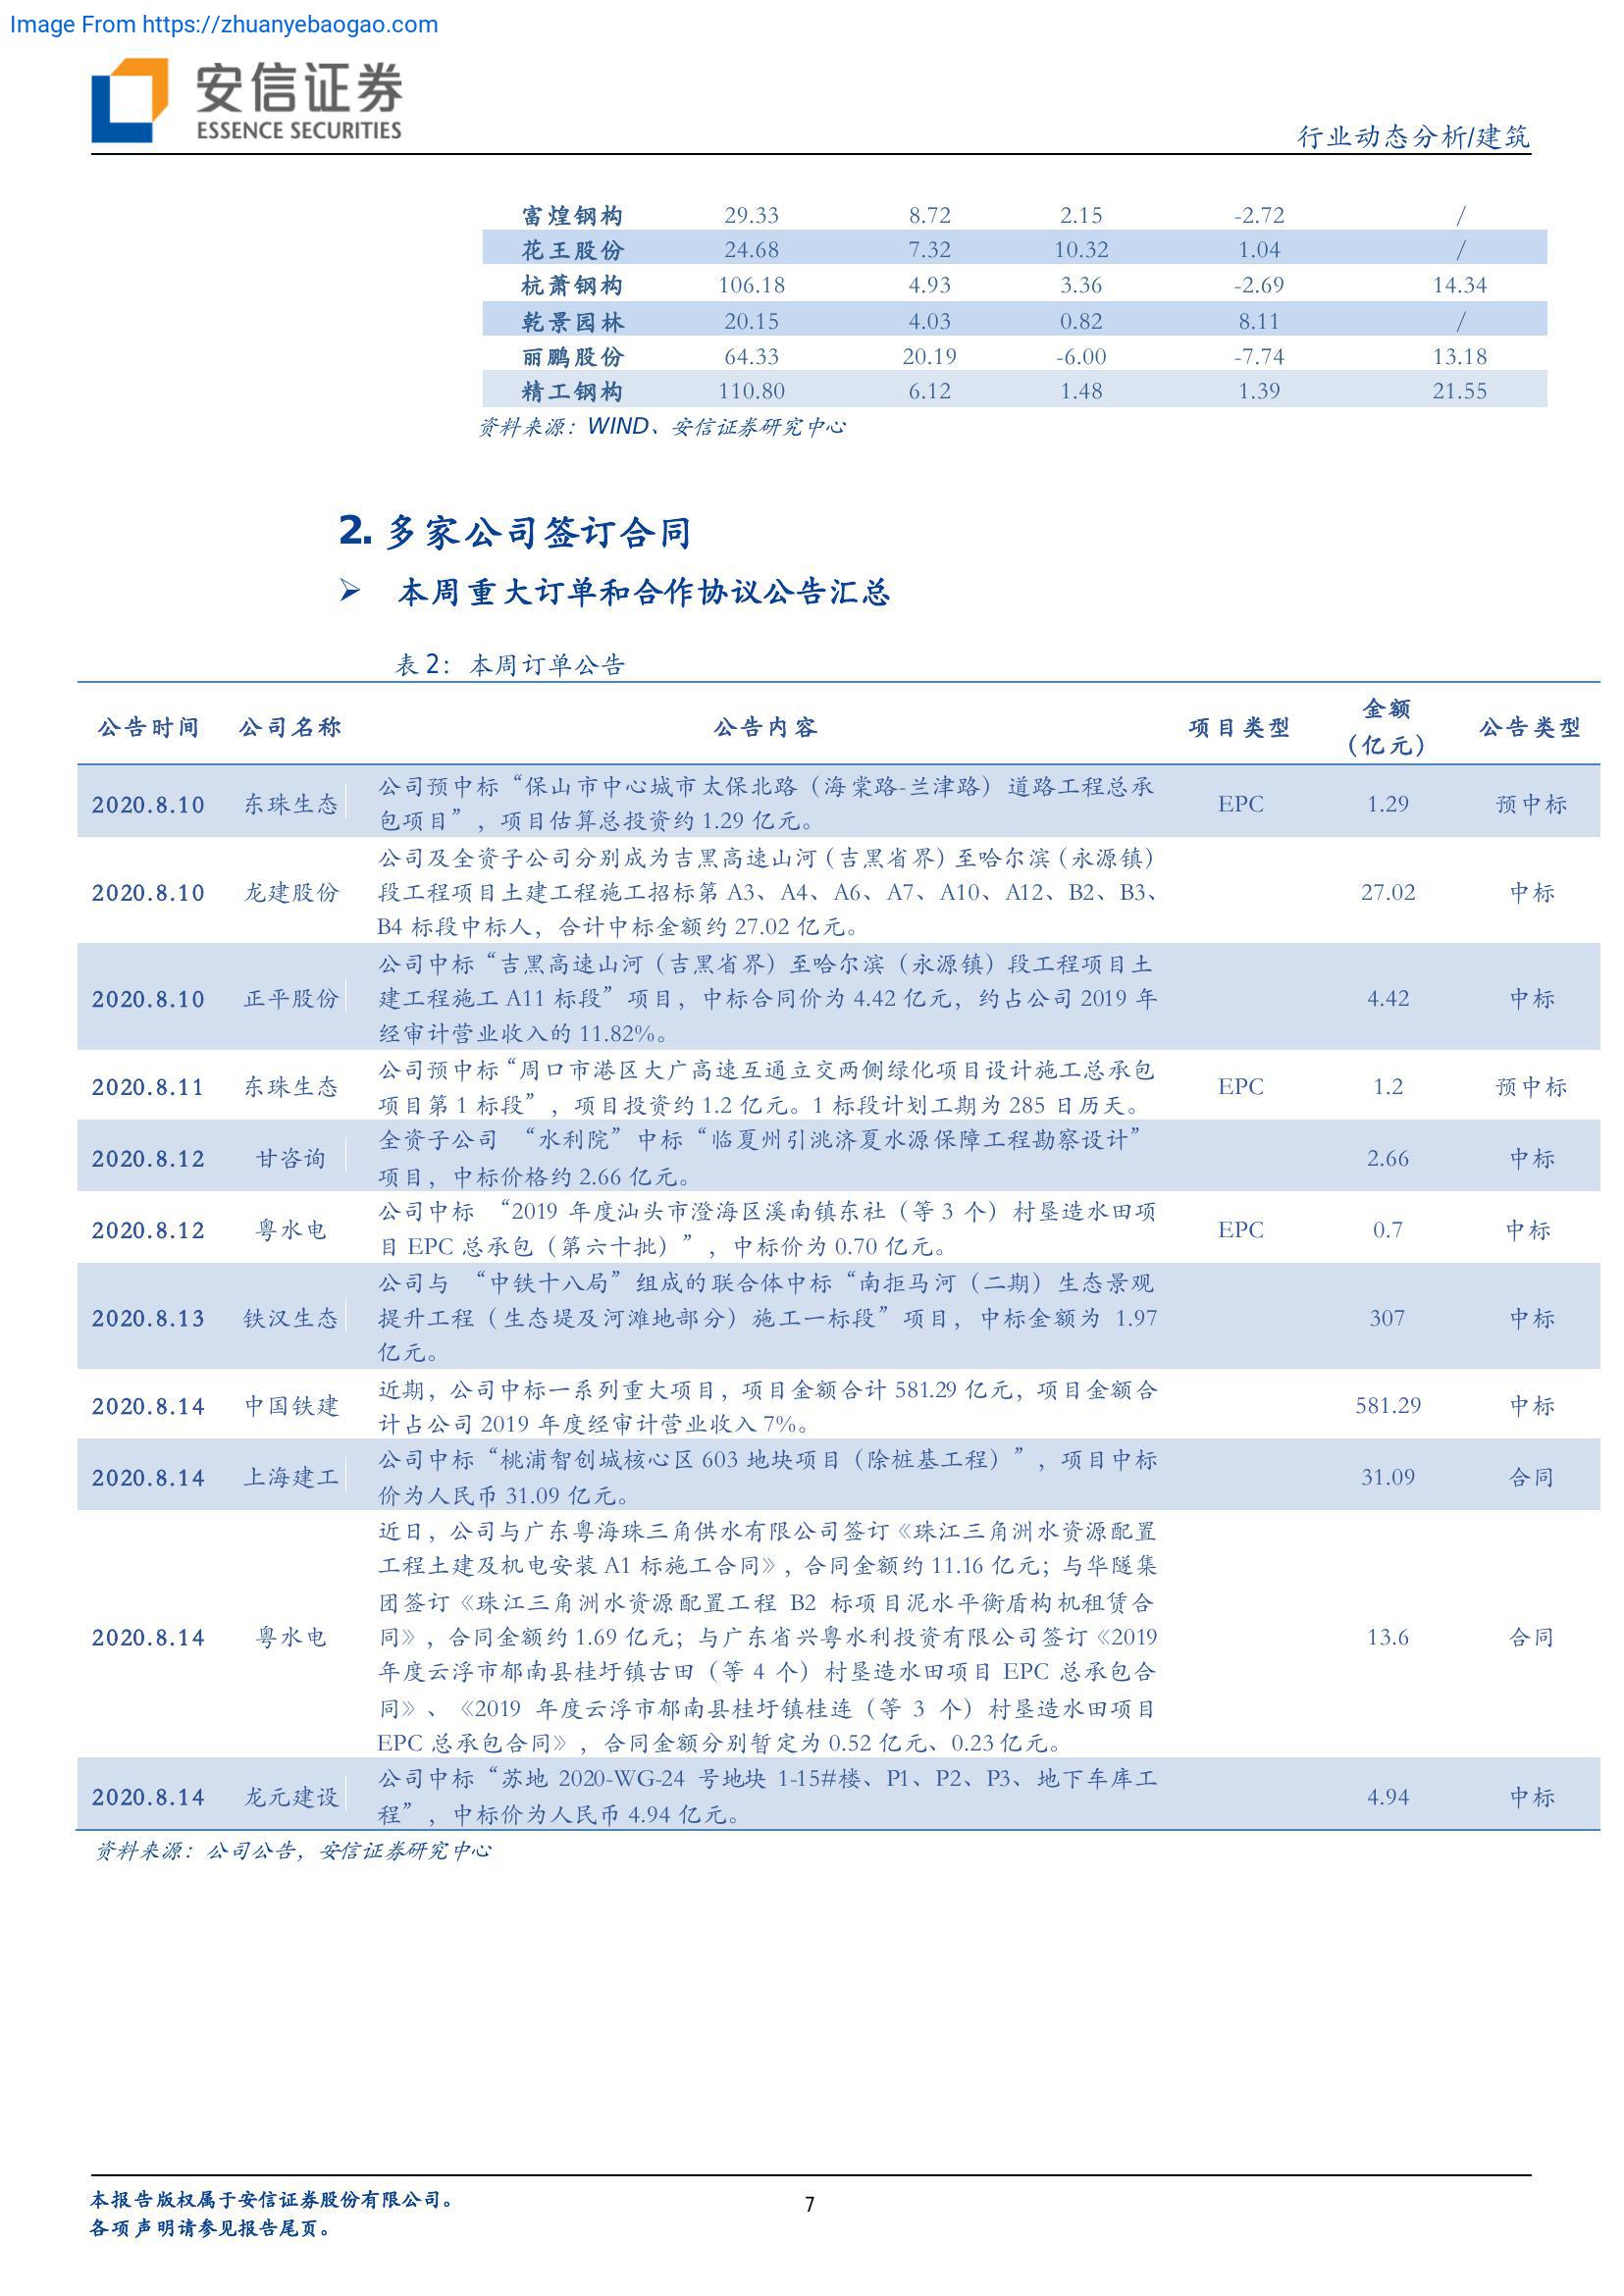 Image From https://zhuanyebaogao.com
安信证券
ESSENCE SECURITIES
行业动态分析/建筑
富煌钢构 29.33 8.72 2.15 -2.72 /
花王股份 24.68 7.32 10.32 1.04 /
杭萧钢构 106.18 4.93 3.36 -2.69 14.34
乾景园林 20.15 4.03 0.82 8.11 /
丽鹏股份 64.33 20.19 -6.00 -7.74 13.18
精工钢构 110.80 6.12 1.48 1.39 21.55
资料来源：WIND、安信证券研究中心
2. 多家公司签订合同
➢ 本周重大订单和合作协议公告汇总
表 2：本周订单公告
公告时间 公司名称 公告内容 项目类型 金额（亿元） 公告类型
2020.8.10 东珠生态 公司预中标“保山市中心城市太保北路（海棠路-兰津路）道路工程总承
包项目”，项目估算总投资约 1.29 亿元。 EPC 1.29 预中标
2020.8.10 龙建股份 公司及全资子公司分别成为吉黑高速山河（吉黑省界）至哈尔滨（永源镇）
段工程项目土建工程施工招标第 A3、A4、A6、A7、A10、A12、B2、B3、
B4 标段中标人，合计中标金额约 27.02 亿元。 27.02 中标
2020.8.10 正平股份 公司中标“吉黑高速山河（吉黑省界）至哈尔滨（永源镇）段工程项目土
建工程施工 A11 标段”项目，中标合同价为 4.42 亿元，约占公司 2019 年
经审计营业收入的 11.82%。 4.42 中标
2020.8.11 东珠生态 公司预中标“周口市港区大广高速互通立交两侧绿化项目设计施工总承包
项目第 1 标段”，项目投资约 1.2 亿元。1 标段计划工期为 285 日历天。 EPC 1.2 预中标
2020.8.12 甘咨询 全资子公司 “水利院”中标“临夏州引洮济夏水源保障工程勘察设计”
项目，中标价格约 2.66 亿元。 2.66 中标
2020.8.12 粤水电 公司中标 “2019 年度汕头市澄海区溪南镇东社（等 3 个）村垦造水田项
目 EPC 总承包（第六十批）”，中标价为 0.70 亿元。 EPC 0.7 中标
2020.8.13 铁汉生态 公司与 “中铁十八局”组成的联合体中标“南拒马河（二期）生态景观
提升工程（生态堤及河滩地部分）施工一标段”项目，中标金额为 1.97
亿元。 307 中标
2020.8.14 中国铁建 近期，公司中标一系列重大项目，项目金额合计 581.29 亿元，项目金额合
计占公司 2019 年度经审计营业收入 7%。 581.29 中标
2020.8.14 上海建工 公司中标“桃浦智创城核心区 603 地块项目（除桩基工程）”，项目中标
价为人民币 31.09 亿元。 31.09 合同
2020.8.14 粤水电 近日，公司与广东粤海珠三角供水有限公司签订《珠江三角洲水资源配置
工程土建及机电安装 A1 标施工合同》，合同金额约 11.16 亿元；与华隧集
团签订《珠江三角洲水资源配置工程 B2 标项目泥水平衡盾构机租赁合
同》，合同金额约 1.69 亿元；与广东省兴粤水利投资有限公司签订《2019
年度云浮市郁南县桂圩镇古田（等 4 个）村垦造水田项目 EPC 总承包合
同》、《2019 年度云浮市郁南县桂圩镇桂连（等 3 个）村垦造水田项目
EPC 总承包合同》，合同金额分别暂定为 0.52 亿元、0.23 亿元。 13.6 合同
2020.8.14 龙元建设 公司中标“苏地 2020-WG-24 号地块 1-15#楼、P1、P2、P3、地下车库工
程”，中标价为人民币 4.94 亿元。 4.94 中标
资料来源：公司公告，安信证券研究中心
本报告版权属于安信证券股份有限公司。
7
各项声明请参见报告尾页。